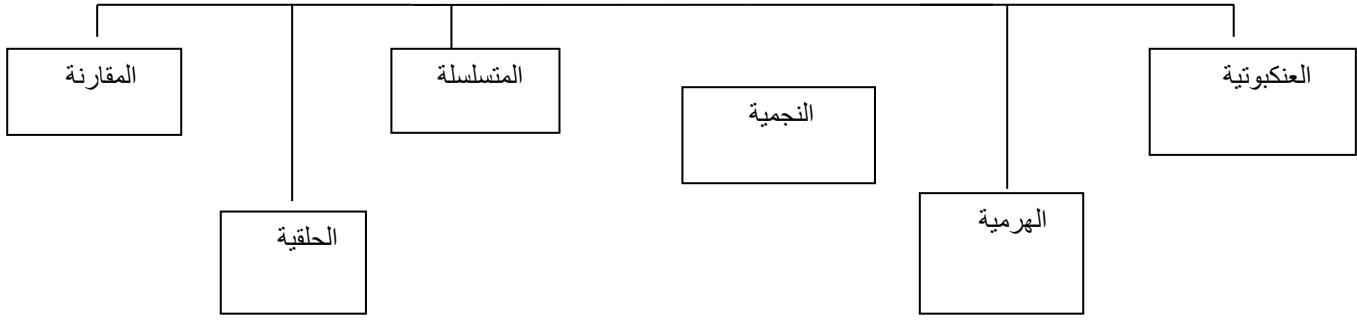 العنكبوتية
المتسلسلة
المقارنة
النجمية
الهرمية
الحلقية